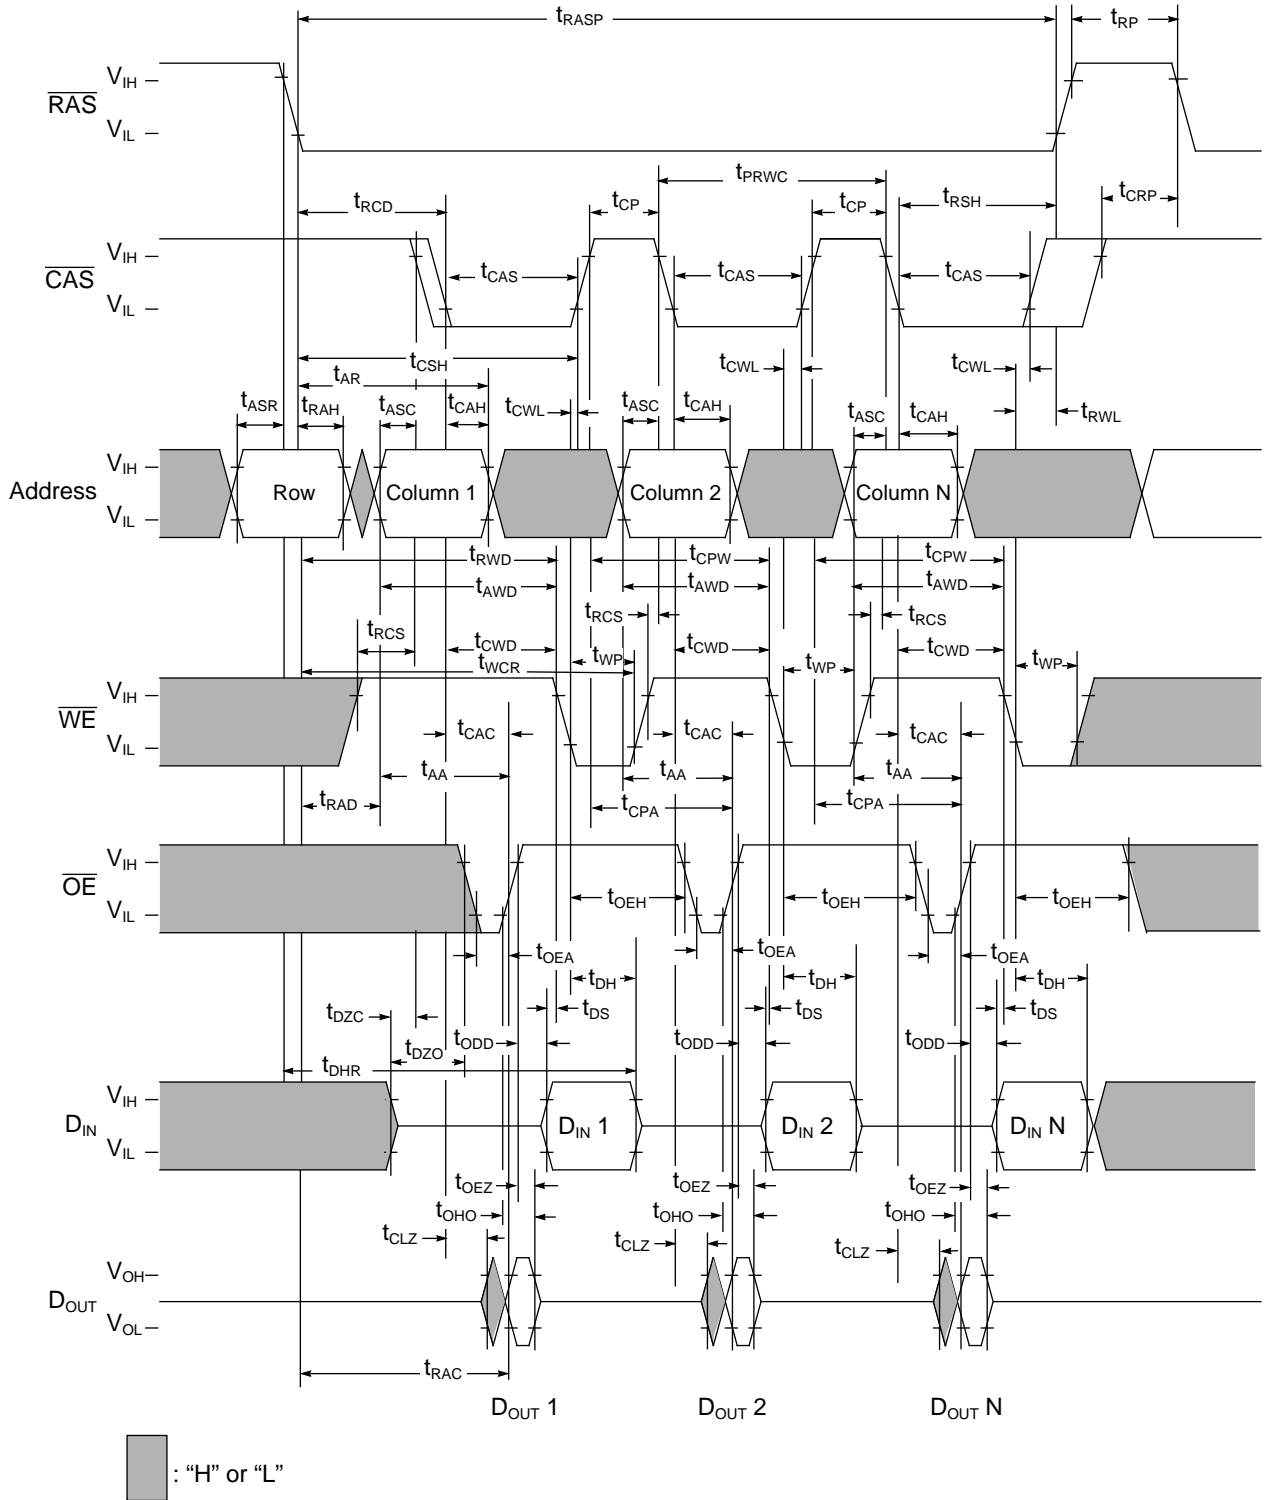 tRASP
tRP
VIH
RAS
VIL
tPRWC
tRCD
tCP
tCP
tRSH
tCRP
VIH
CAS
VIL
tCAS
tCAS
tCAS
tCSH
tCWL
tCWL
tAR
tASR
tRAH
tASC
tCAH
tCWL
tASC
tCAH
tASC
tCAH
tRWL
VIH
Address
VIL
Row
Column 1
Column 2
Column N
tRWD
tCPW
tCPW
tAWD
tAWD
tAWD
tRCS
tRCS
tRCS
tCWD
tWP
tCWD
tWP
tCWD
tWP
tWCR
VIH
WE
VIL
tCAC
tCAC
tCAC
tAA
tAA
tAA
tRAD
tCPA
tCPA
VIH
OE
VIL
tOEH
tOEH
tOEH
tOEA
tOEA
tOEA
tDH
tDH
tDH
tDZC
tDS
tDS
tDS
tODD
tODD
tODD
tDZO
tDHR
VIH
DIN
VIL
DIN 1
DIN 2
DIN N
tOEZ
tOEZ
tOEZ
tOHO
tOHO
tOHO
tCLZ
tCLZ
tCLZ
VOH
DOUT
VOL
tRAC
DOUT 1
DOUT 2
DOUT N
: “H” or “L”